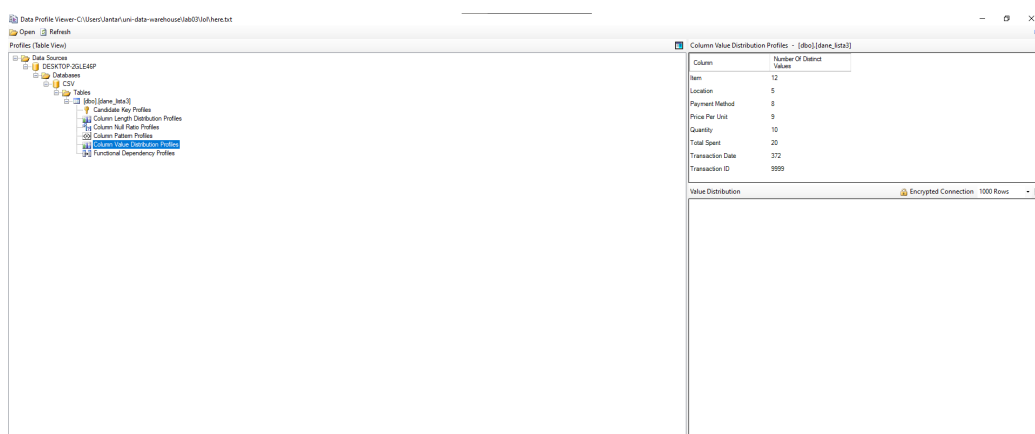 Data Profile Viewer-C:\Users\Jantar\uni-data-warehouse\lab03\lol\here.txt
Open Refresh
Profiles (Table View)
Data Sources
DESKTOP-2GLE46P
Databases
CSV
Tables
[dbo].[dane_lista3]
Candidate Key Profiles
Column Length Distribution Profiles
Column Null Ratio Profiles
Column Pattern Profiles
Column Value Distribution Profiles
Functional Dependency Profiles
Column Value Distribution Profiles - [dbo].[dane_lista3]
Column Number Of Distinct Values
Item 12
Location 5
Payment Method 8
Price Per Unit 9
Quantity 10
Total Spent 20
Transaction Date 372
Transaction ID 9999
Value Distribution Encrypted Connection 1000 Rows